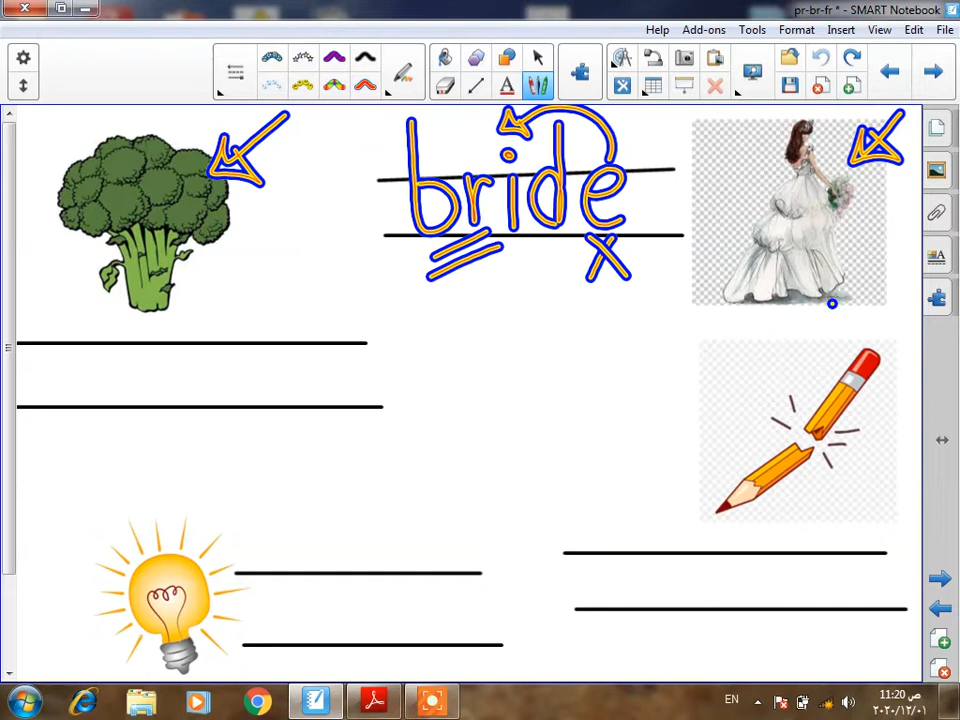 pr-br-fr * - SMART Notebook
Help Add-ons Tools Format Insert View Edit File
bride
x
EN
11:20 ص
٢٠٢٠/١٢/٠١